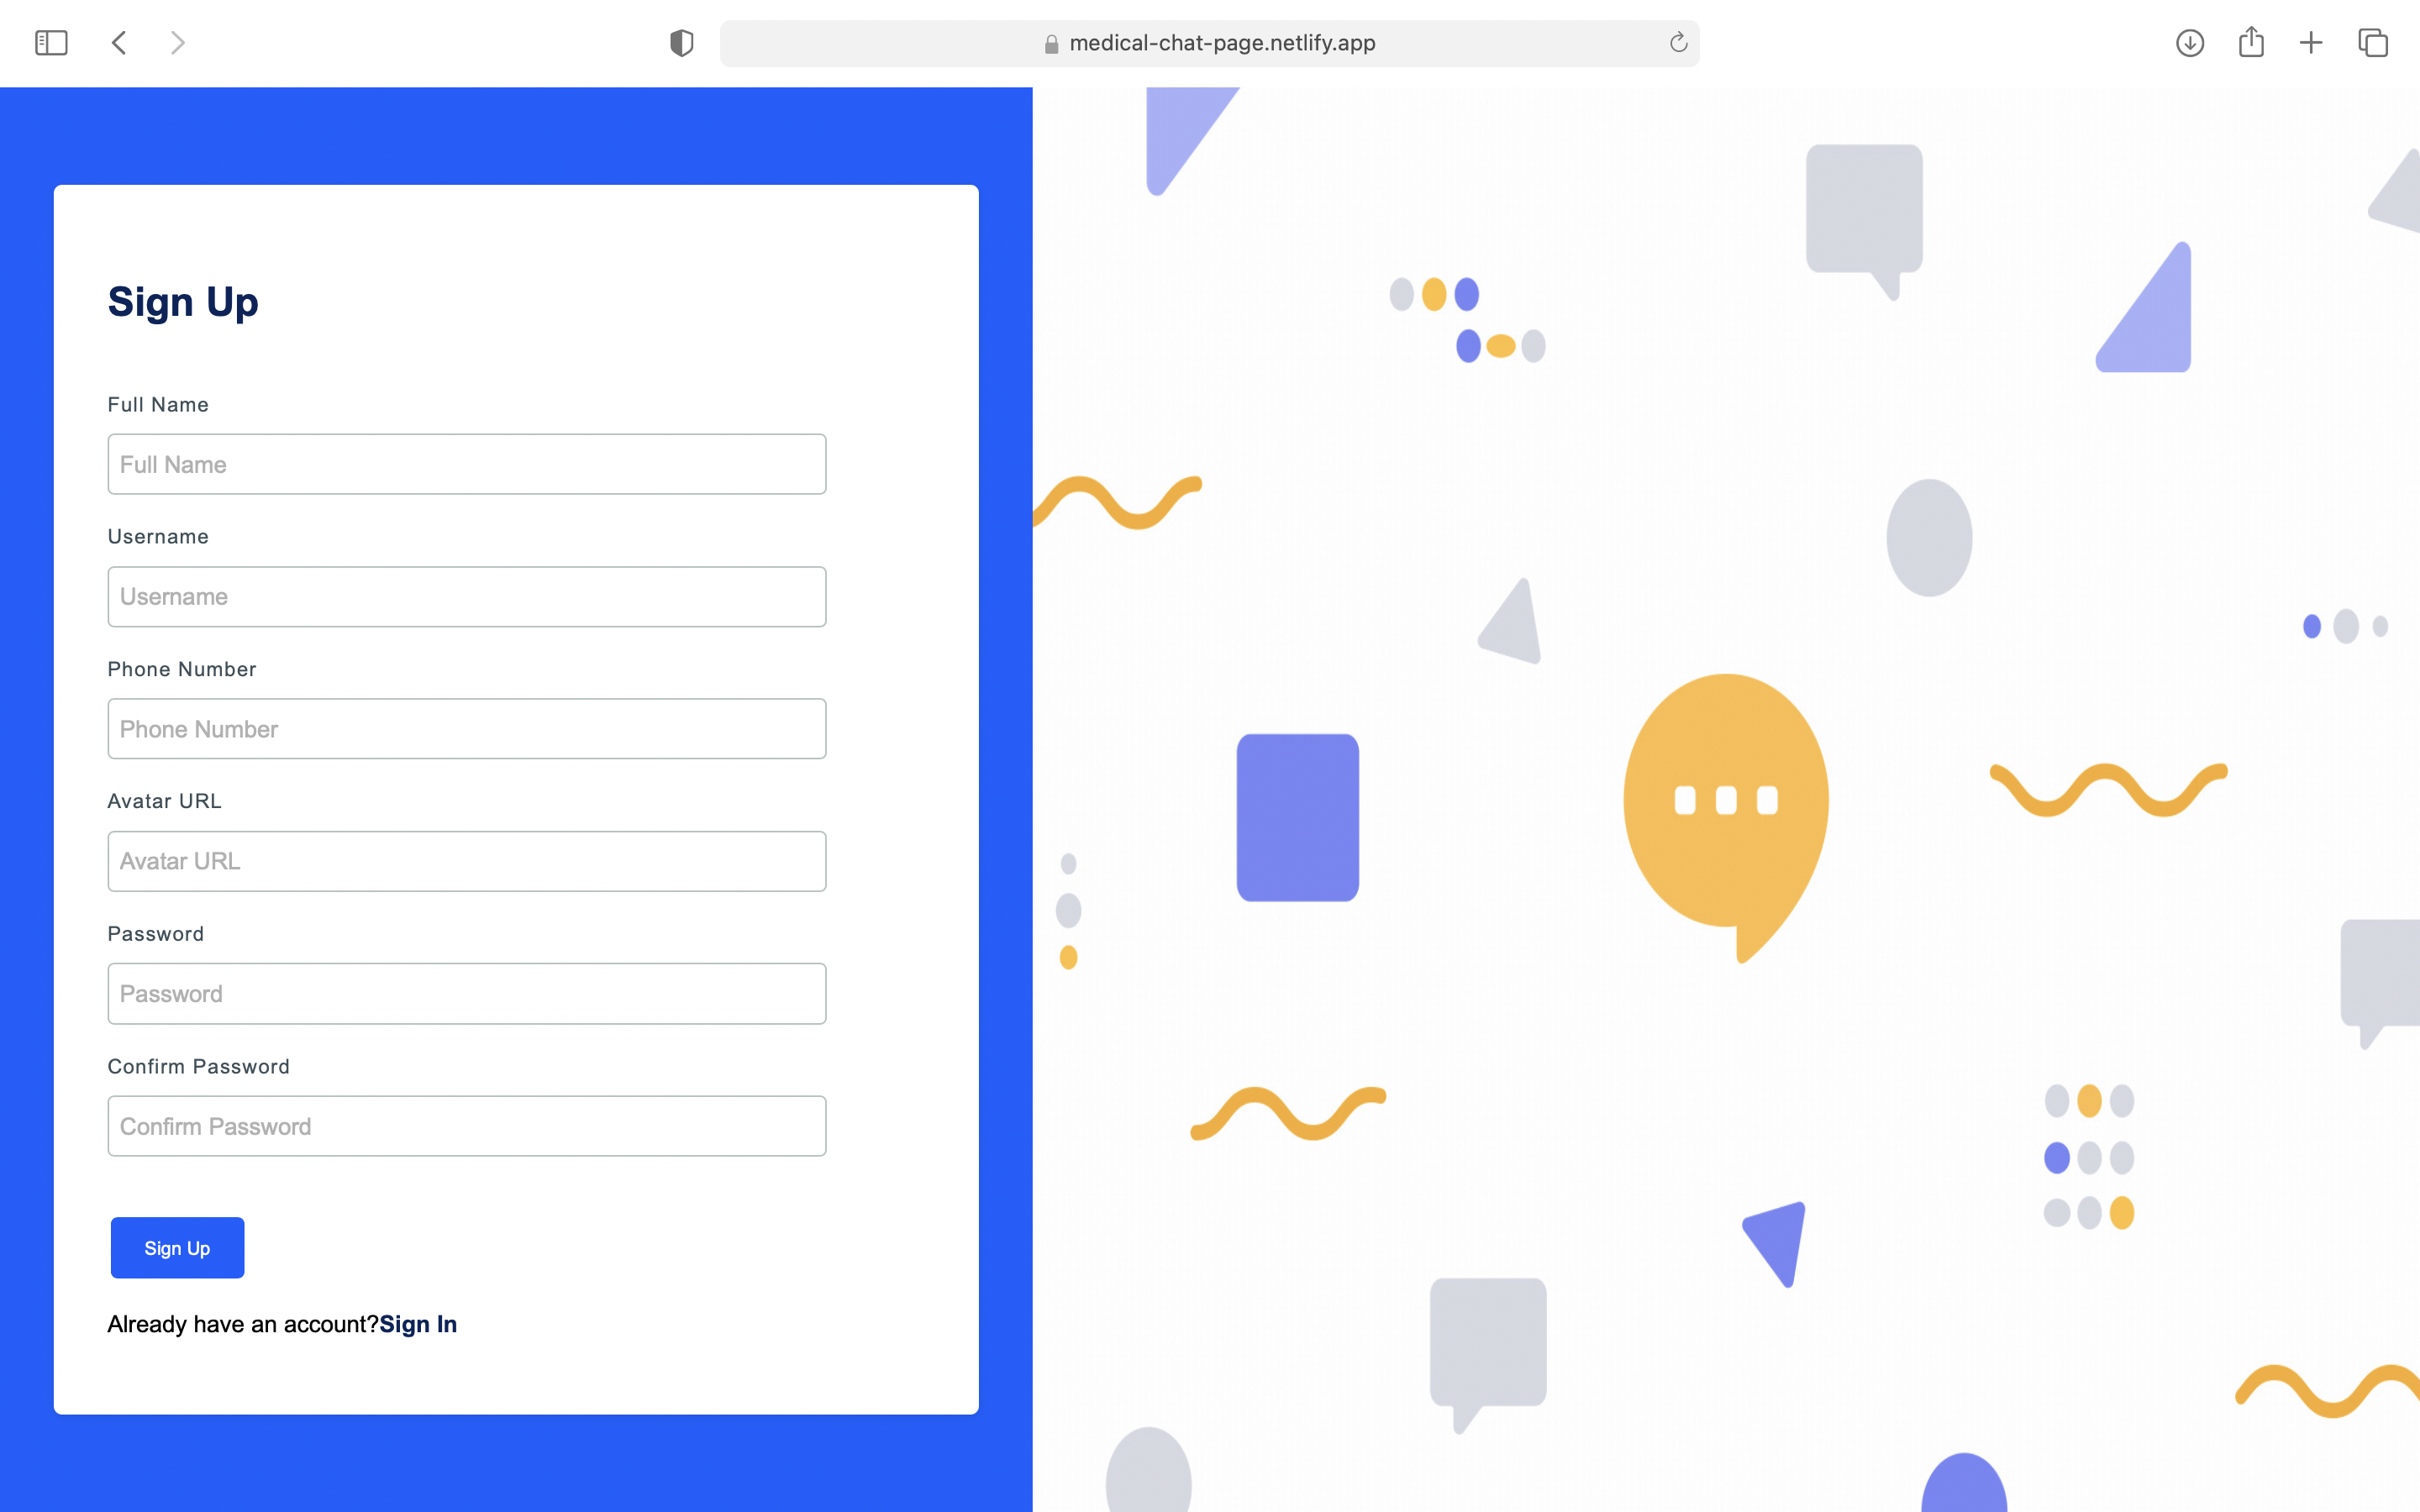 medical-chat-page.netlify.app
Sign Up
Full Name
Full Name
Username
Username
Phone Number
Phone Number
Avatar URL
Avatar URL
Password
Password
Confirm Password
Confirm Password
Sign Up
Already have an account?Sign In